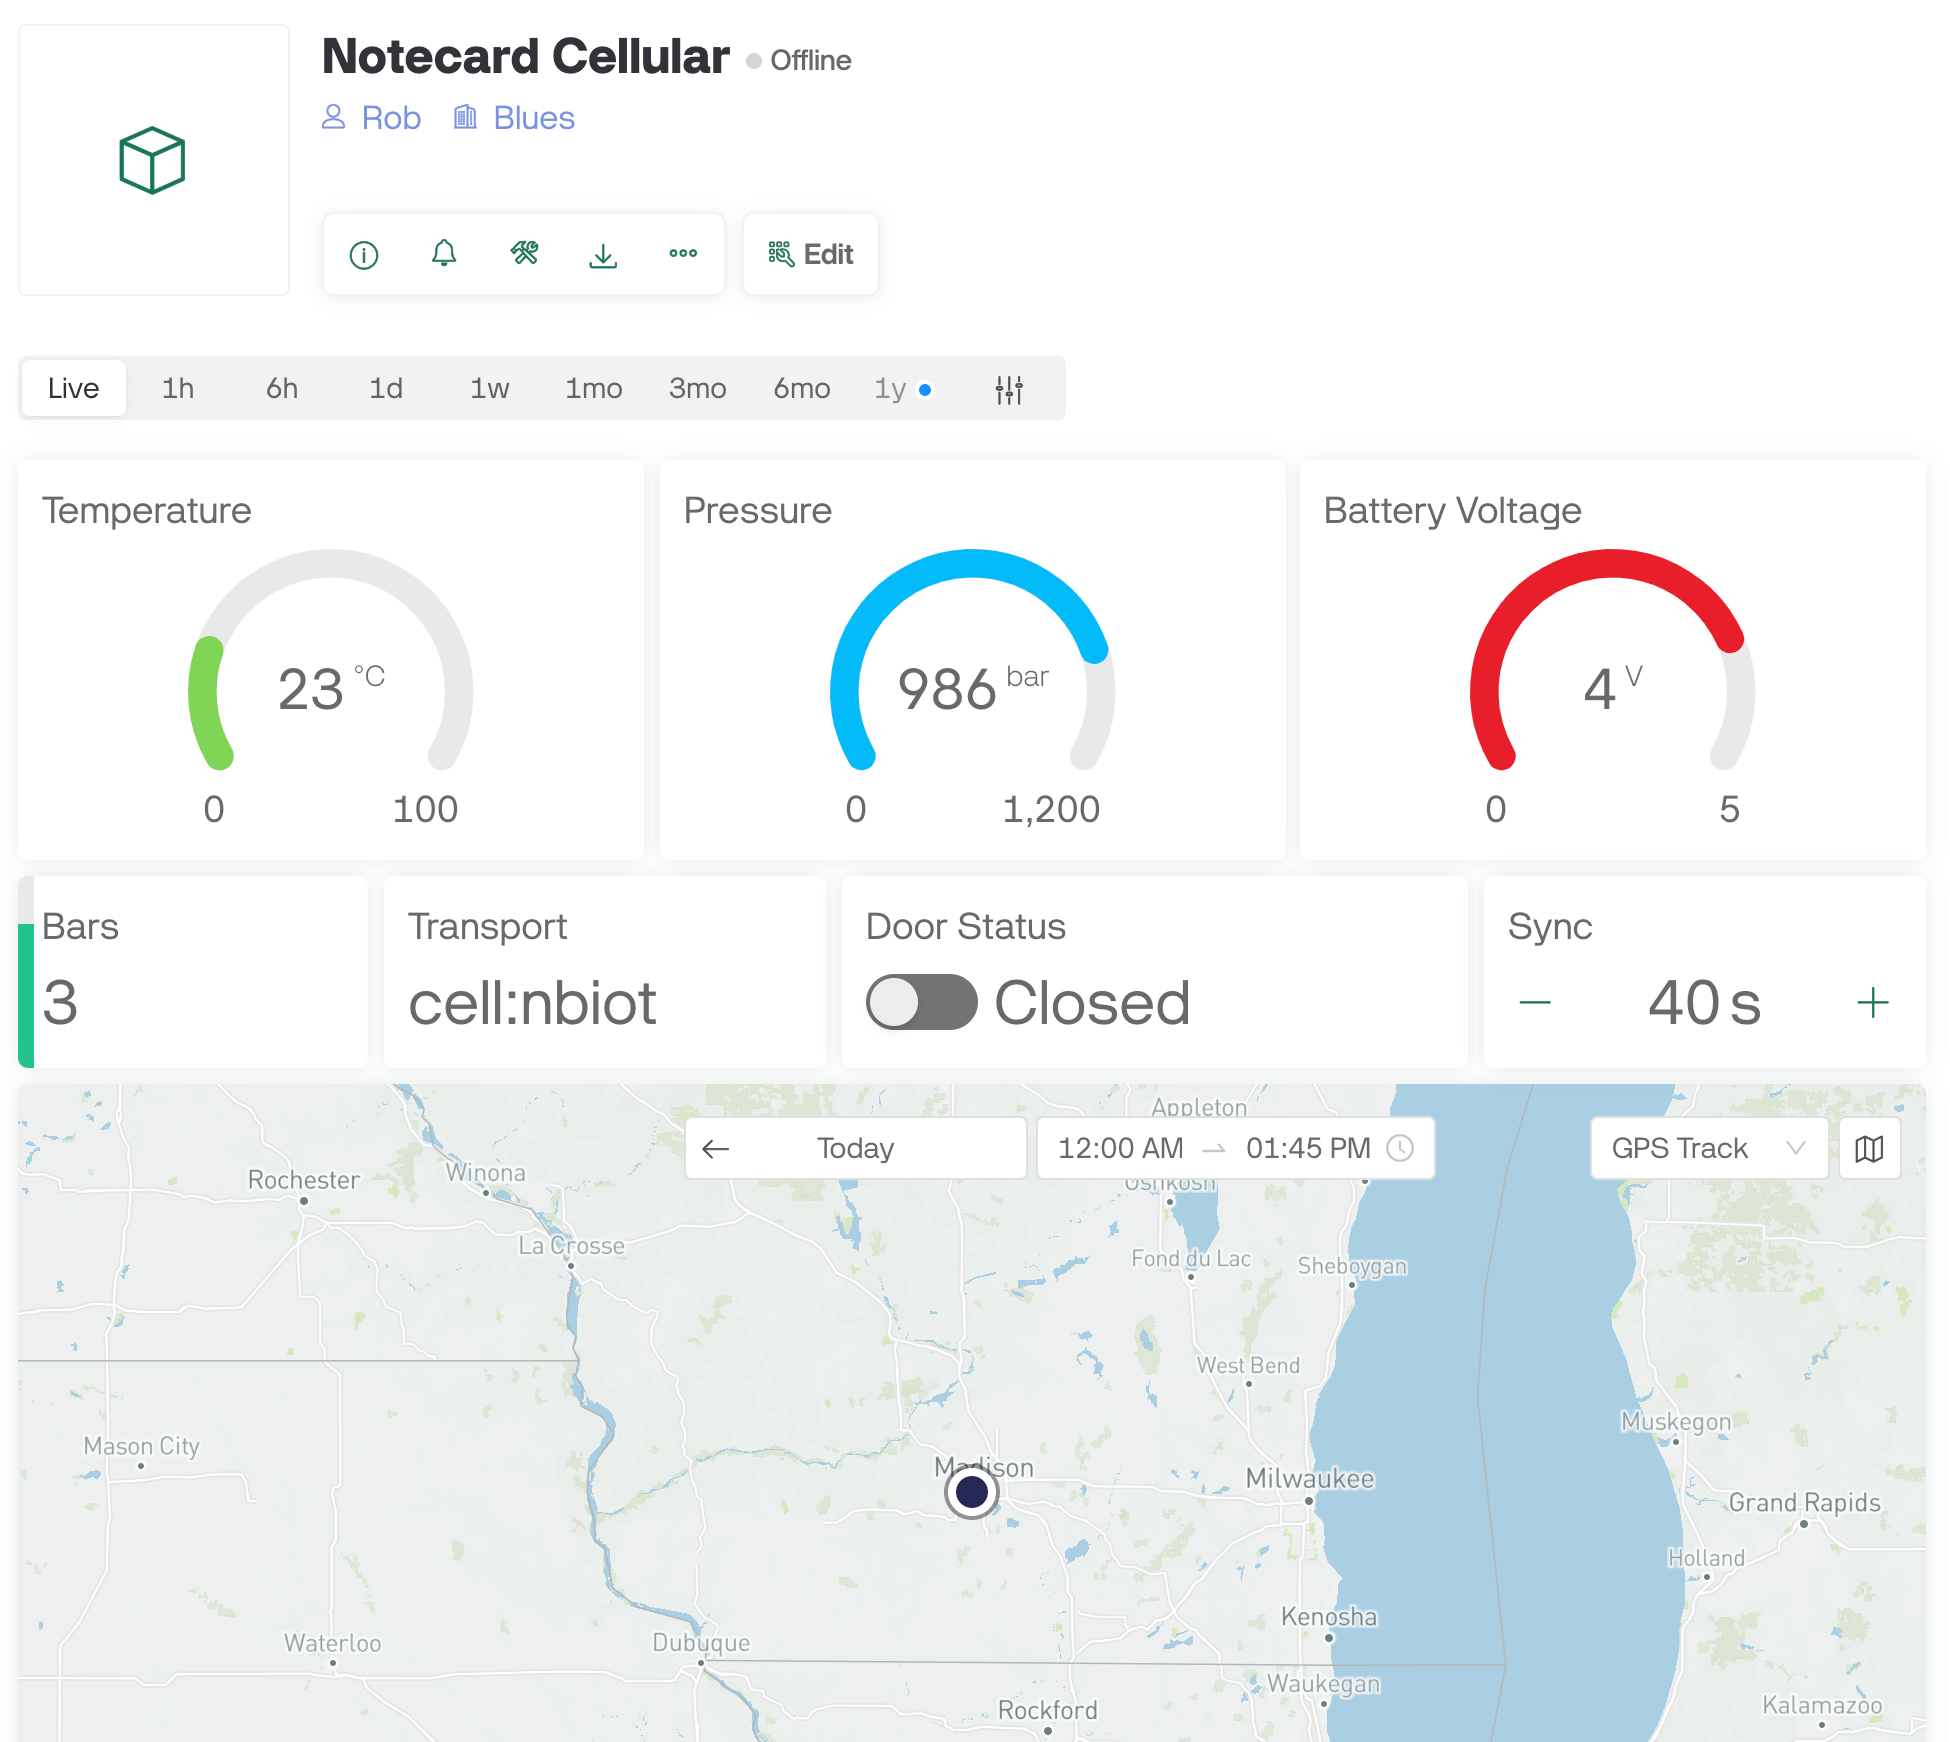 Notecard Cellular Offline
Rob Blues
Edit
Live 1h 6h 1d 1w 1mo 3mo 6mo 1y
Temperature
23 °C
0 100
Pressure
986 bar
0 1,200
Battery Voltage
4 V
0 5
Bars
3
Transport
cell:nbiot
Door Status
Closed
Sync
40 s
Appleton
Today
12:00 AM 01:45 PM
GPS Track
Rochester
Winona
Oshkosh
La Crosse
Fond du Lac
Sheboygan
West Bend
Muskegon
Mason City
Madison
Milwaukee
Grand Rapids
Holland
Kenosha
Waterloo
Dubuque
Waukegan
Rockford
Kalamazoo